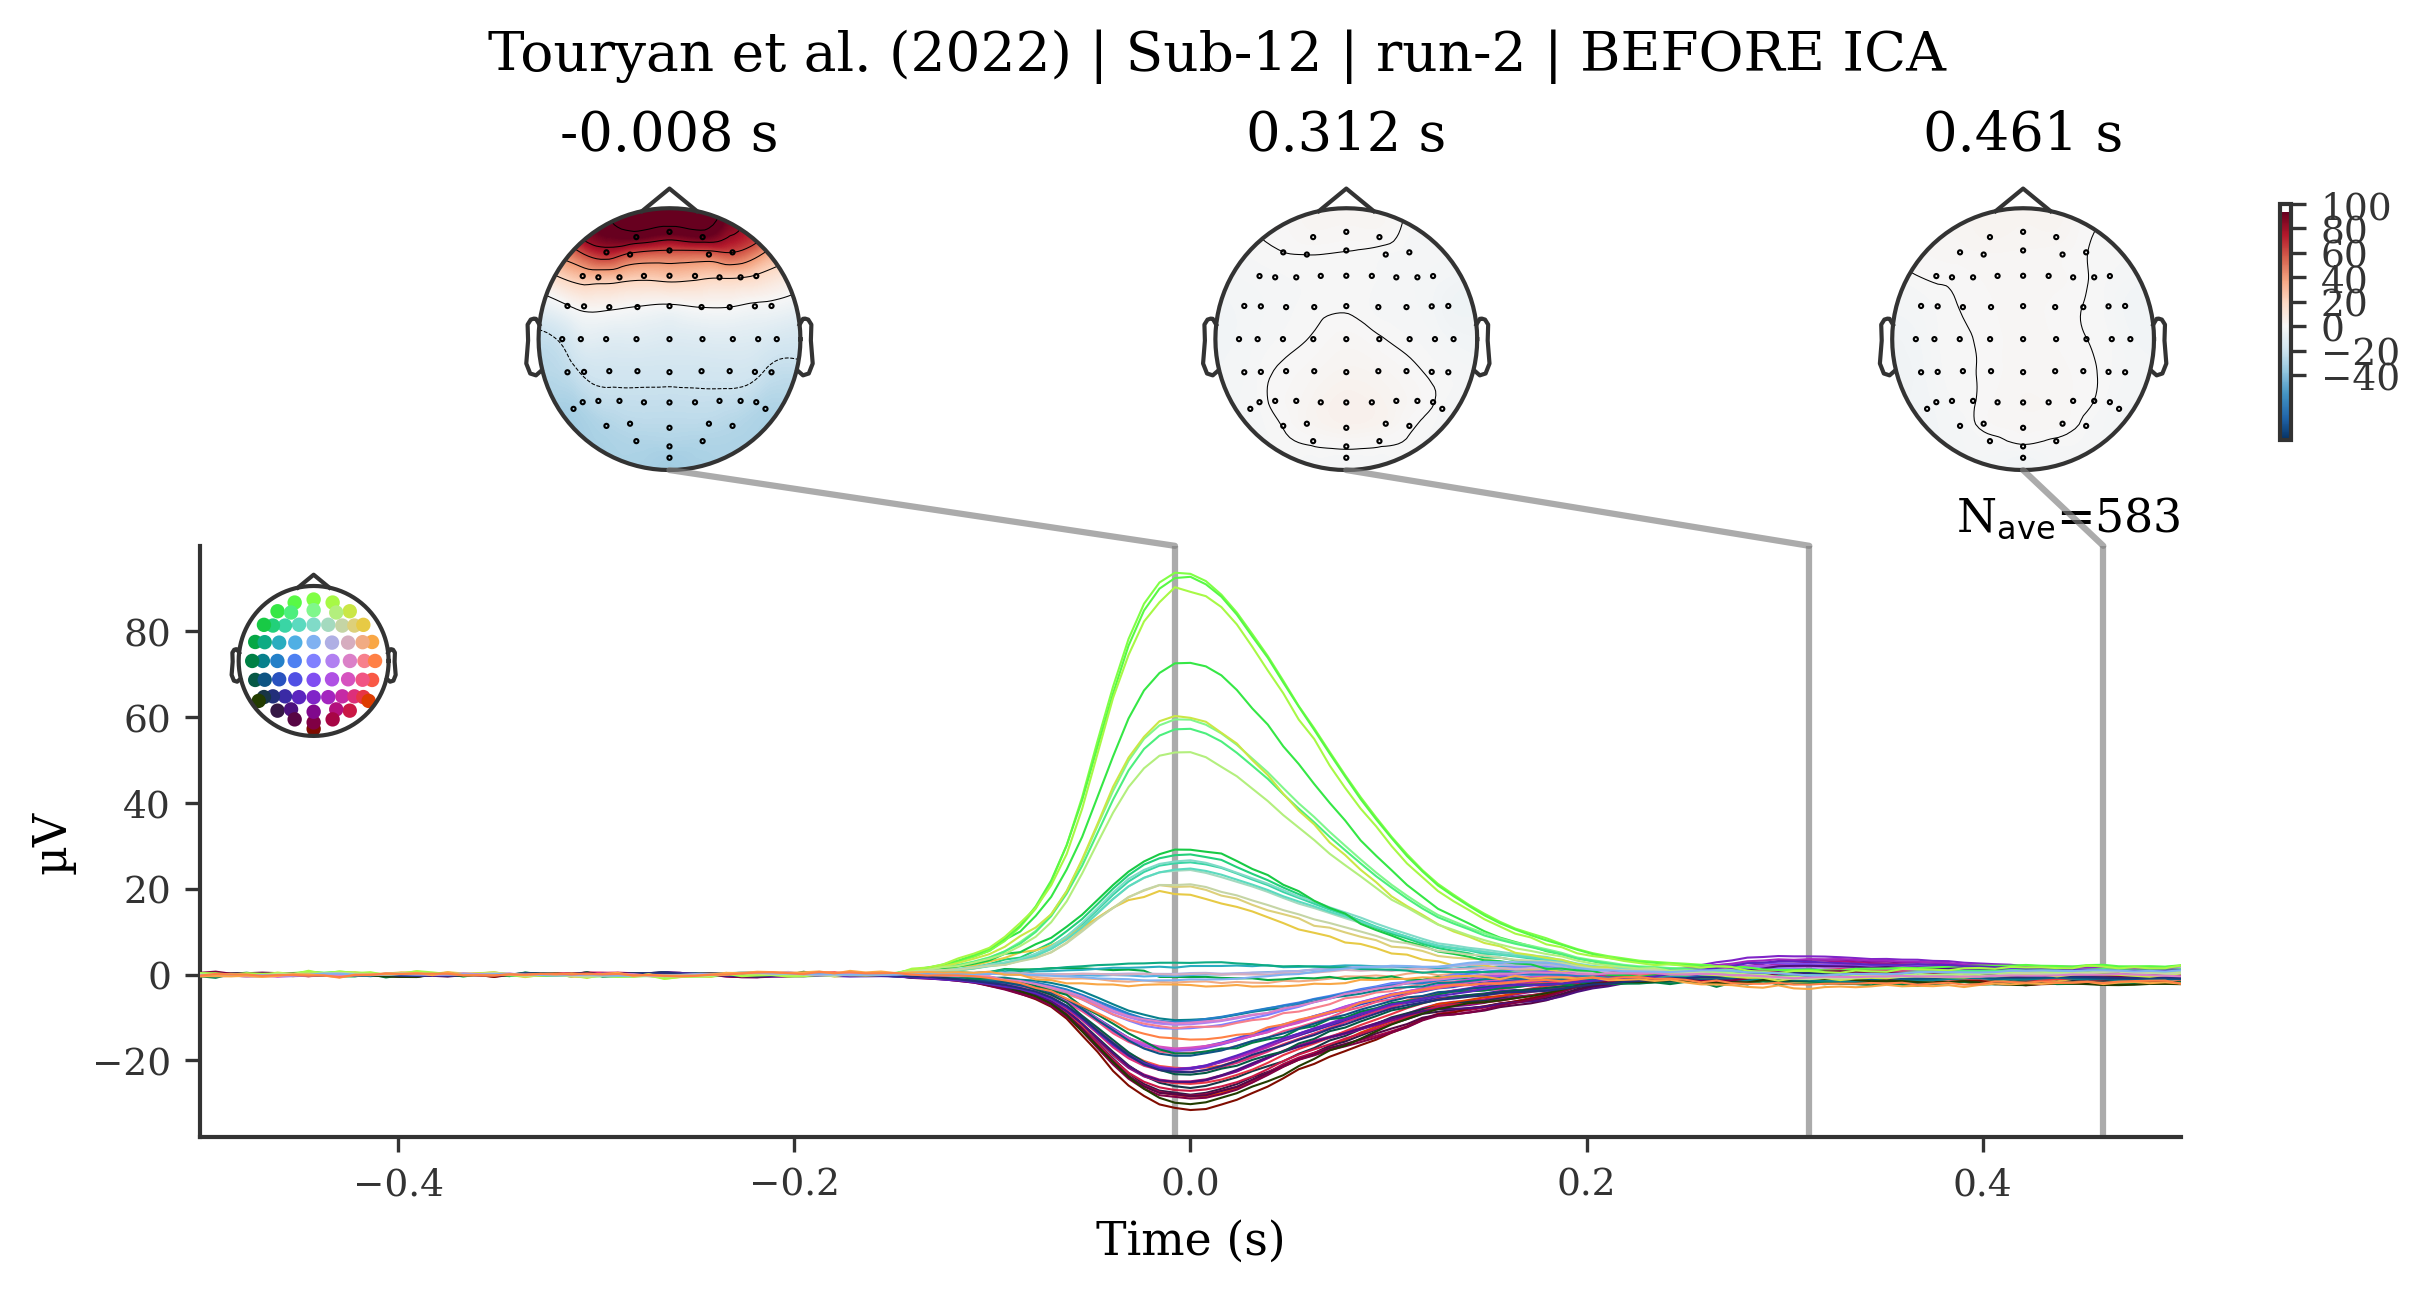 Touryan et al. (2022) | Sub-12 | run-2 | BEFORE ICA
-0.008 s
0.312 s
0.461 s
100
80
60
40
20
0
−20
−40
Nave=583
µV
80
60
40
20
0
−20
−0.4
−0.2
0.0
0.2
0.4
Time (s)